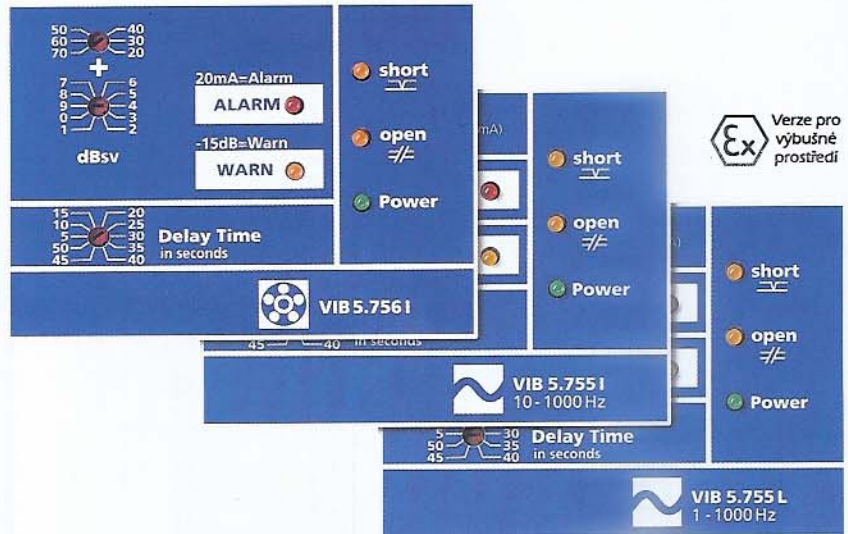 50 40
60 30
70 20
+
7 6
8 5
9 4
0 3
1 2
dBsv
20mA=Alarm
ALARM
-15dB=Warn
WARN
short
open
Power
15 20
10 25
5 30
50 35
45 40
Delay Time
in seconds
VIB 5.756 I
mA)
short
open
Power
45 40
in seconds
VIB 5.755 I
10 - 1000 Hz
Ex
Verze pro
výbušné
prostředí
short
open
Power
5 30
50 35
45 40
Delay Time
in seconds
VIB 5.755 L
1 - 1000 Hz